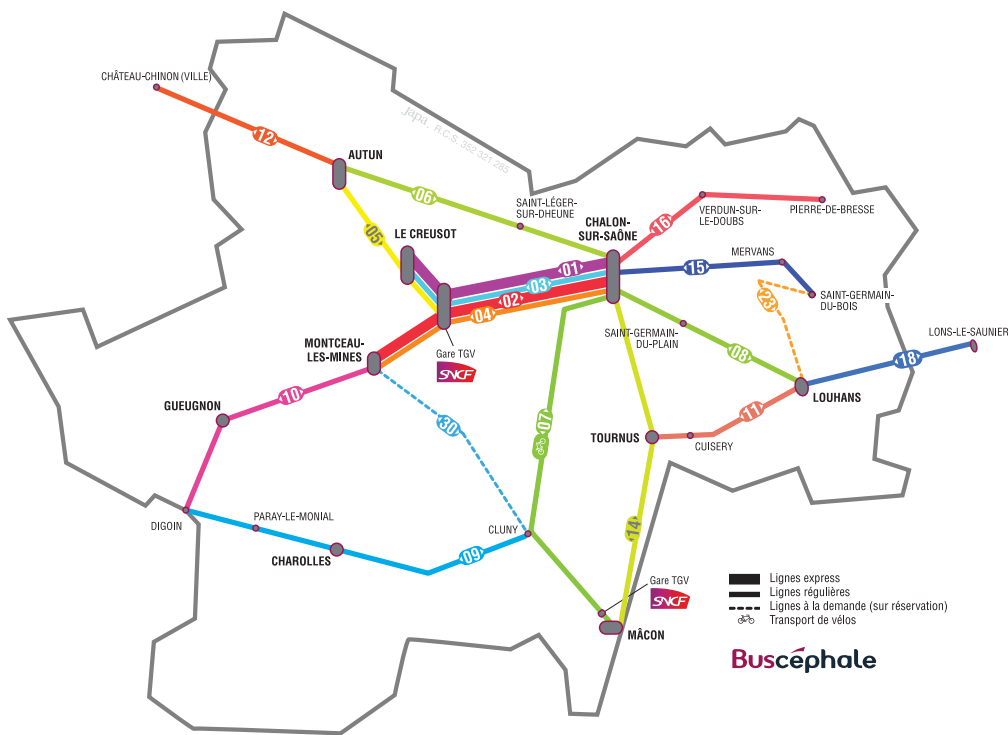 CHÂTEAU-CHINON (VILLE)
Japa. R.C.S. 352 321 285
12
AUTUN
06
SAINT-LÉGER-
SUR-DHEUNE
VERDUN-SUR-
LE-DOUBS
PIERRE-DE-BRESSE
16
CHALON-
SUR-SAÔNE
05
LE CREUSOT
MERVANS
01
03
02
04
15
23
SAINT-GERMAIN-
DU-BOIS
SAINT-GERMAIN-
DU-PLAIN
LONS-LE-SAUNIER
MONTCEAU-
LES-MINES
Gare TGV
SNCF
08
18
10
LOUHANS
GUEUGNON
30
07
11
TOURNUS
CUISERY
DIGOIN
PARAY-LE-MONIAL
CLUNY
14
CHAROLLES
09
Gare TGV
SNCF
MÂCON
Lignes express
Lignes régulières
Lignes à la demande (sur réservation)
Transport de vélos
Buscéphale